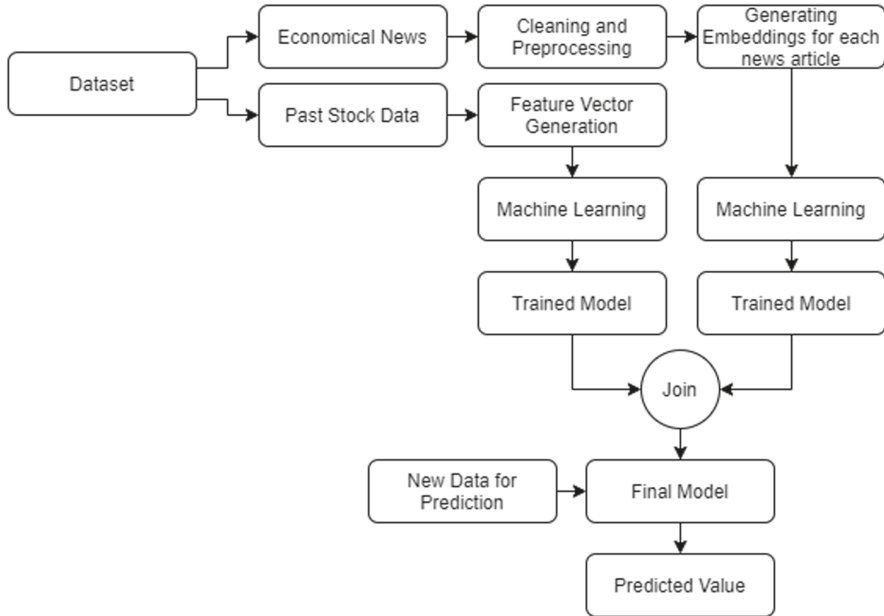 Economical News
Cleaning and
Preprocessing
Generating
Embeddings for each
news article
Dataset
Past Stock Data
Feature Vector
Generation
Machine Learning
Machine Learning
Trained Model
Trained Model
Join
New Data for
Prediction
Final Model
Predicted Value